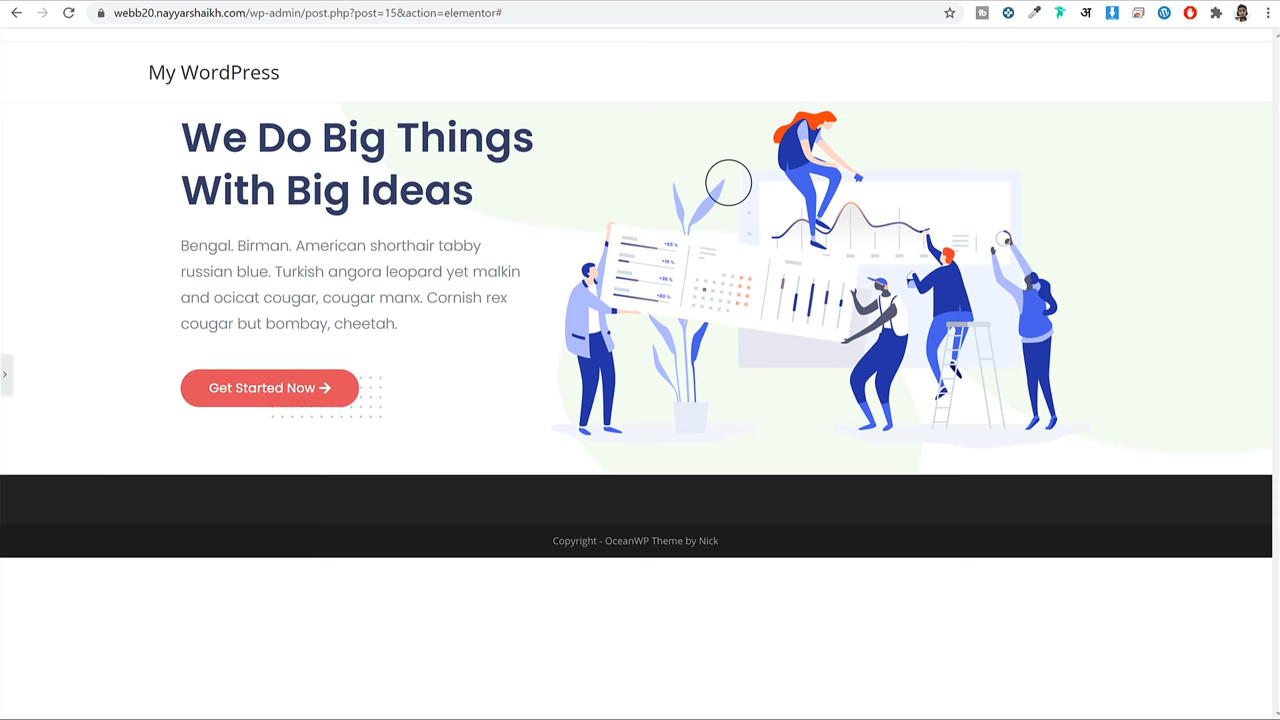 webb20.nayyarshaikh.com/wp-admin/post.php?post=15&action=elementor#
My WordPress
We Do Big Things
With Big Ideas
Bengal. Birman. American shorthair tabby
russian blue. Turkish angora leopard yet malkin
and ocicat cougar, cougar manx. Cornish rex
cougar but bombay, cheetah.
Get Started Now
Copyright - OceanWP Theme by Nick